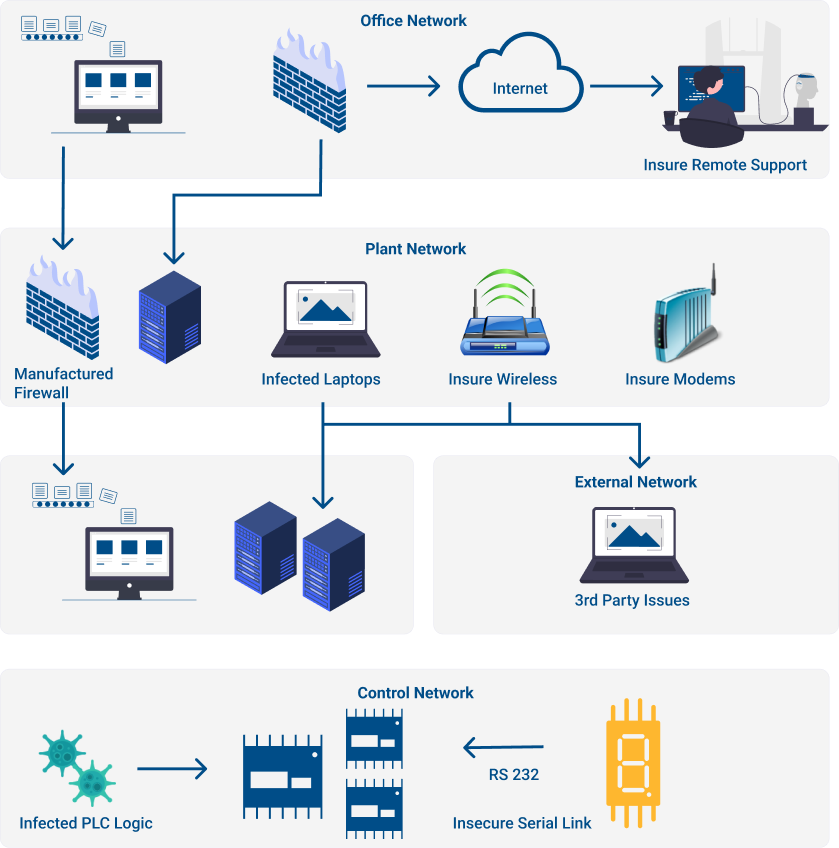 Office Network
Internet
Insure Remote Support
Plant Network
Manufactured
Firewall
Infected Laptops
Insure Wireless
Insure Modems
External Network
3rd Party Issues
Control Network
RS 232
Infected PLC Logic
Insecure Serial Link